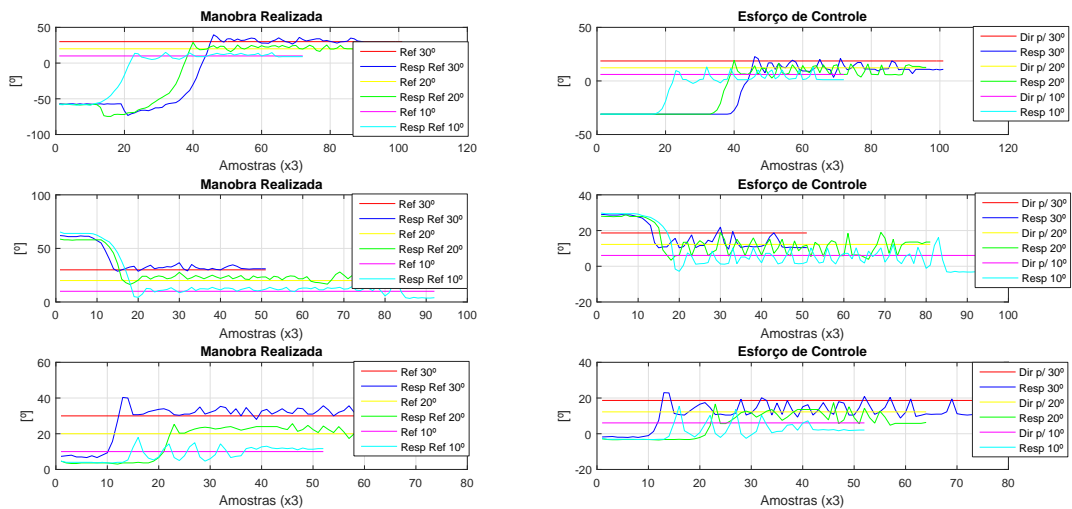 Manobra Realizada
50
0
-50
-100
[º]
0
20
40
60
80
100
120
Amostras (x3)
Ref 30º
Resp Ref 30º
Ref 20º
Resp Ref 20º
Ref 10º
Resp Ref 10º
Esforço de Controle
50
0
-50
[º]
0
20
40
60
80
100
120
Amostras (x3)
Dir p/ 30º
Resp 30º
Dir p/ 20º
Resp 20º
Dir p/ 10º
Resp 10º
Manobra Realizada
100
50
0
[º]
0
10
20
30
40
50
60
70
80
90
100
Amostras (x3)
Ref 30º
Resp Ref 30º
Ref 20º
Resp Ref 20º
Ref 10º
Resp Ref 10º
Esforço de Controle
40
20
0
-20
[º]
0
10
20
30
40
50
60
70
80
90
100
Amostras (x3)
Dir p/ 30º
Resp 30º
Dir p/ 20º
Resp 20º
Dir p/ 10º
Resp 10º
Manobra Realizada
60
40
20
0
[º]
0
10
20
30
40
50
60
70
80
Amostras (x3)
Ref 30º
Resp Ref 30º
Ref 20º
Resp Ref 20º
Ref 10º
Resp Ref 10º
Esforço de Controle
40
20
0
-20
[º]
0
10
20
30
40
50
60
70
80
Amostras (x3)
Dir p/ 30º
Resp 30º
Dir p/ 20º
Resp 20º
Dir p/ 10º
Resp 10º